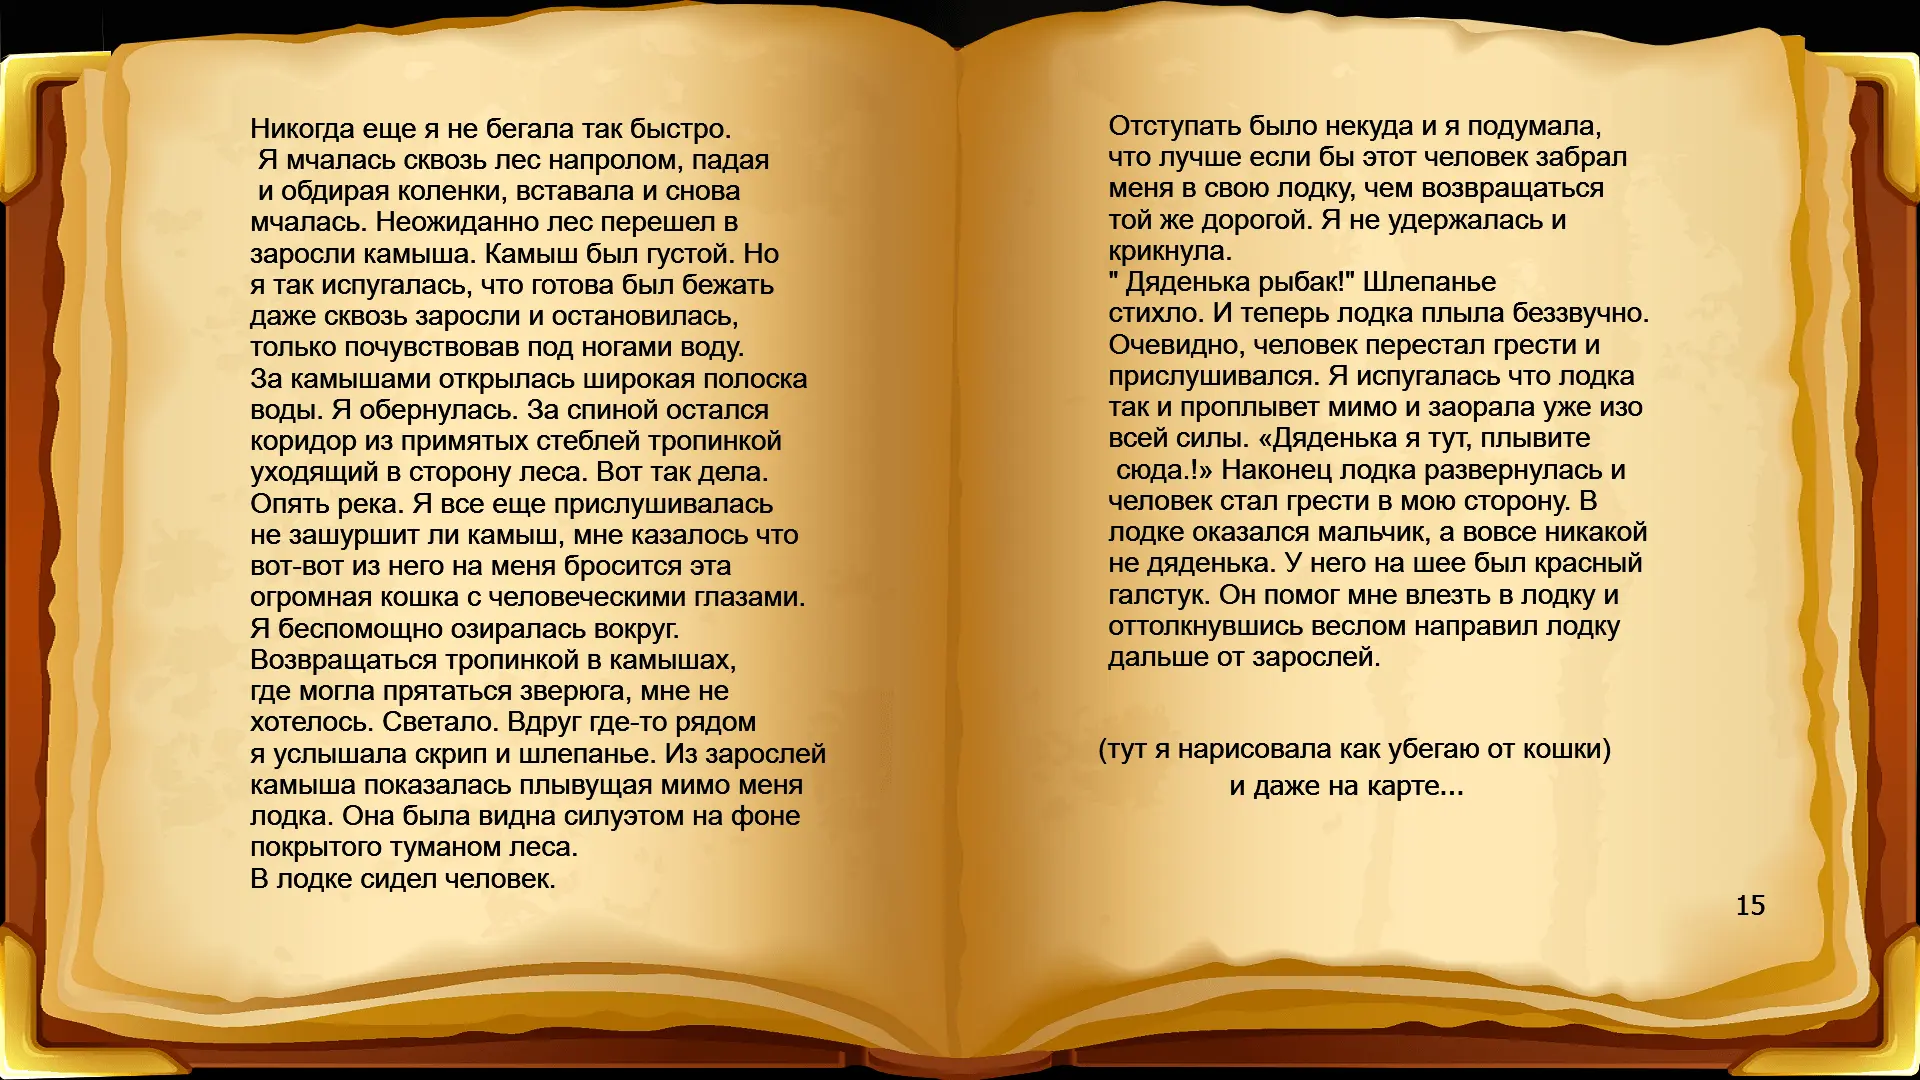 Никогда еще я не бегала так быстро.
Я мчалась сквозь лес напролом, падая
и обдирая коленки, вставала и снова
мчалась. Неожиданно лес перешел в
заросли камыша. Камыш был густой. Но
я так испугалась, что готова был бежать
даже сквозь заросли и остановилась,
только почувствовав под ногами воду.
За камышами открылась широкая полоска
воды. Я обернулась. За спиной остался
коридор из примятых стеблей тропинкой
уходящий в сторону леса. Вот так дела.
Опять река. Я все еще прислушивалась
не зашуршит ли камыш, мне казалось что
вот-вот из него на меня бросится эта
огромная кошка с человеческими глазами.
Я беспомощно озиралась вокруг.
Возвращаться тропинкой в камышах,
где могла прятаться зверюга, мне не
хотелось. Светало. Вдруг где-то рядом
я услышала скрип и шлепанье. Из зарослей
камыша показалась плывущая мимо меня
лодка. Она была видна силуэтом на фоне
покрытого туманом леса.
В лодке сидел человек.
Отступать было некуда и я подумала,
что лучше если бы этот человек забрал
меня в свою лодку, чем возвращаться
той же дорогой. Я не удержалась и
крикнула.
" Дяденька рыбак!" Шлепанье
стихло. И теперь лодка плыла беззвучно.
Очевидно, человек перестал грести и
прислушивался. Я испугалась что лодка
так и проплывет мимо и заорала уже изо
всей силы. «Дяденька я тут, плывите
сюда.!» Наконец лодка развернулась и
человек стал грести в мою сторону. В
лодке оказался мальчик, а вовсе никакой
не дяденька. У него на шее был красный
галстук. Он помог мне влезть в лодку и
оттолкнувшись веслом направил лодку
дальше от зарослей.
(тут я нарисовала как убегаю от кошки)
и даже на карте...
15